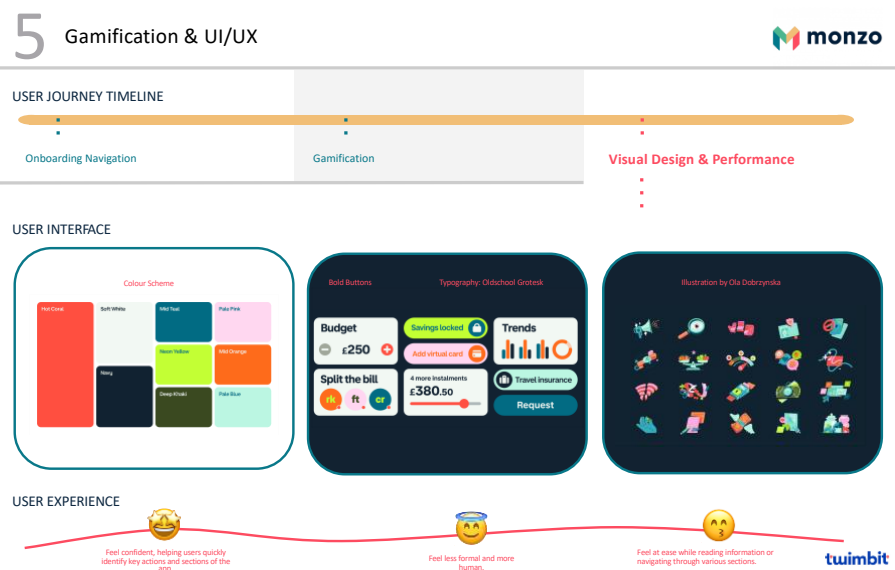 5 Gamification & UI/UX
monzo
USER JOURNEY TIMELINE
Onboarding Navigation
Gamification
Visual Design & Performance
USER INTERFACE
Colour Scheme
Hot Coral
Soft White
Mid Teal
Pale Pink
Neon Yellow
Mid Orange
Navy
Deep Khaki
Pale Blue
Bold Buttons
Typography: Oldschool Grotesk
Budget
£250
Savings locked
Add virtual card
Trends
Split the bill
rk
ft
cr
4 more instalments
£380.50
Travel insurance
Request
Illustration by Ola Dobrzynska
USER EXPERIENCE
Feel confident, helping users quickly
identify key actions and sections of the
app.
Feel less formal and more
human.
Feel at ease while reading information or
navigating through various sections.
twimbit